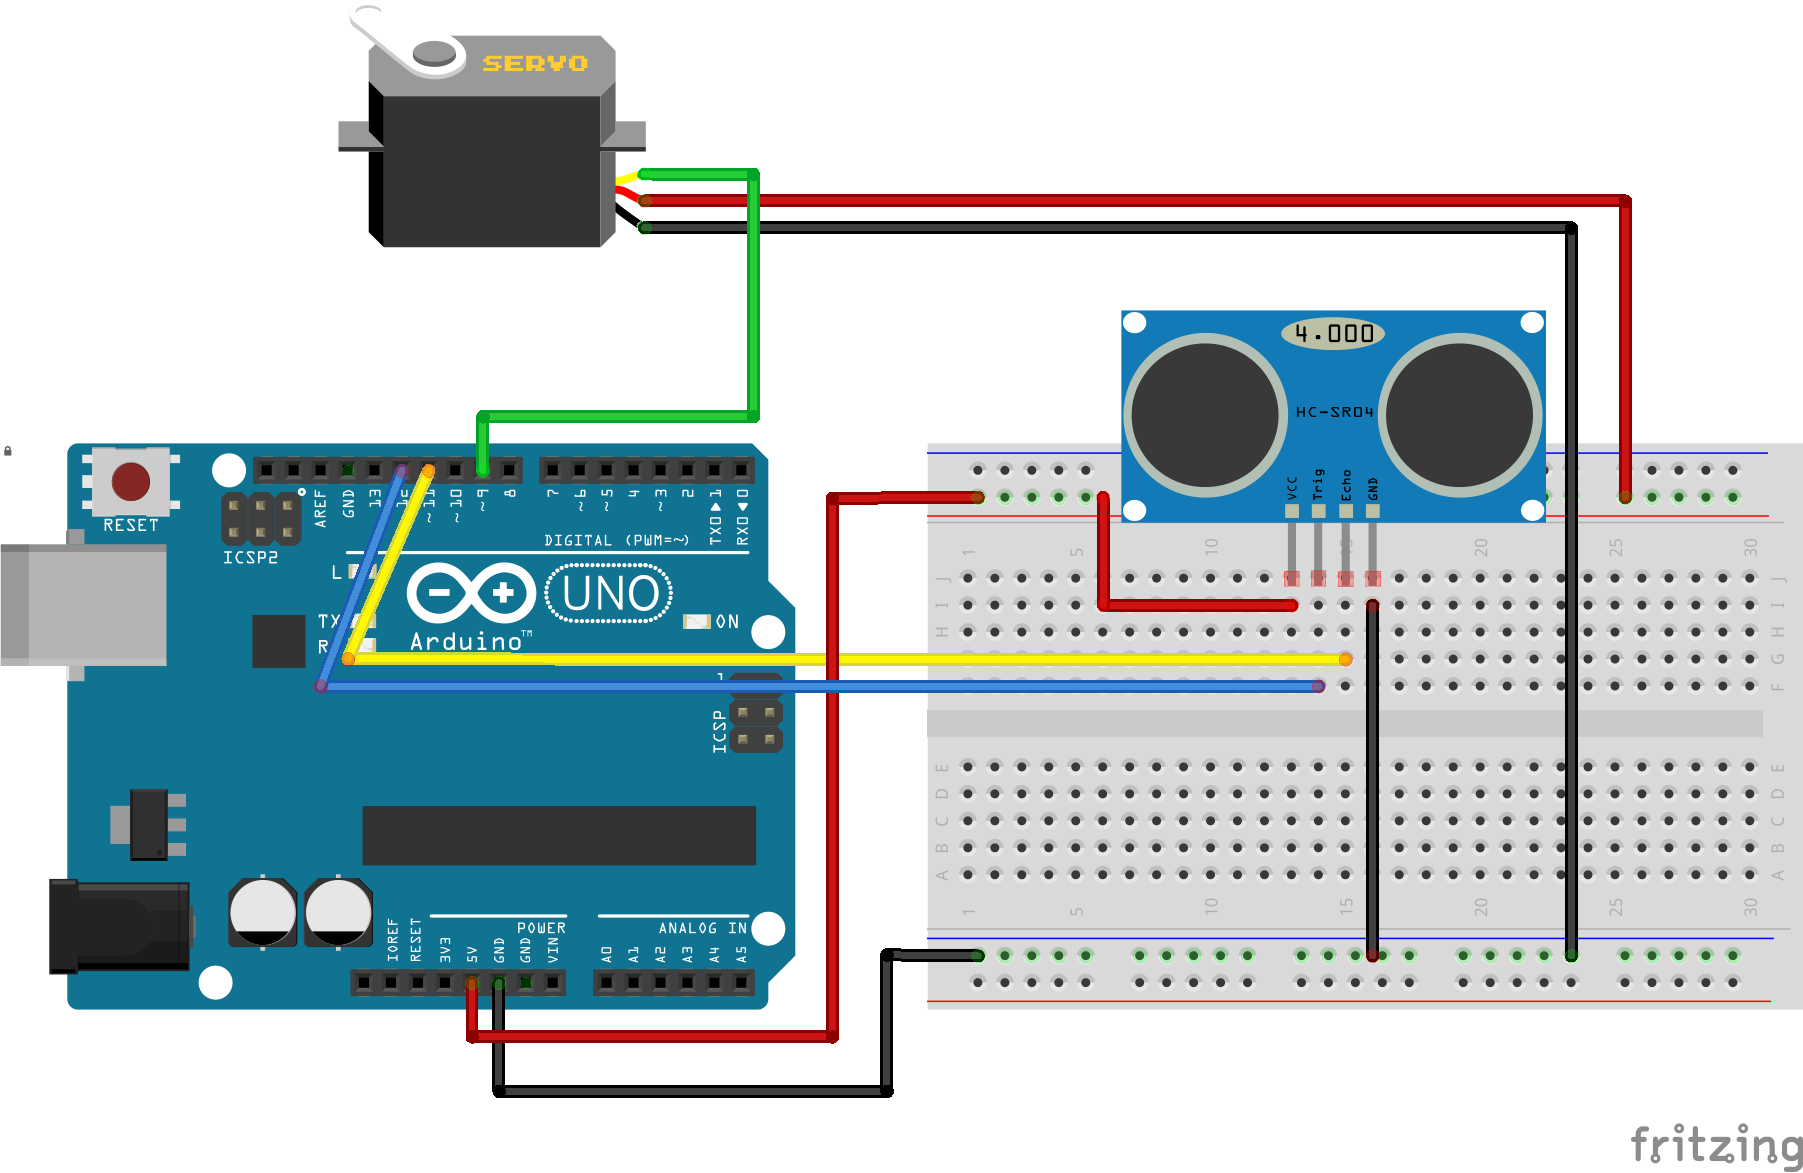 SERVO
4.000
HC-SR04
VCC
Trig
Echo
GND
RESET
ICSP2
AREF
GND
13
12
~11
~10
~9
8
7
~6
~5
4
~3
2
TX0▲1
RX0▼0
DIGITAL (PWM=~)
L
TX
R
UNO
ON
Arduino™
1
ICSP
IOREF
RESET
3V3
5V
GND
GND
VIN
POWER
ANALOG IN
A0
A1
A2
A3
A4
A5
1
5
10
15
20
25
30
J
I
H
G
F
E
D
C
B
A
J
I
H
G
F
E
D
C
B
A
1
5
10
15
20
25
30
fritzing